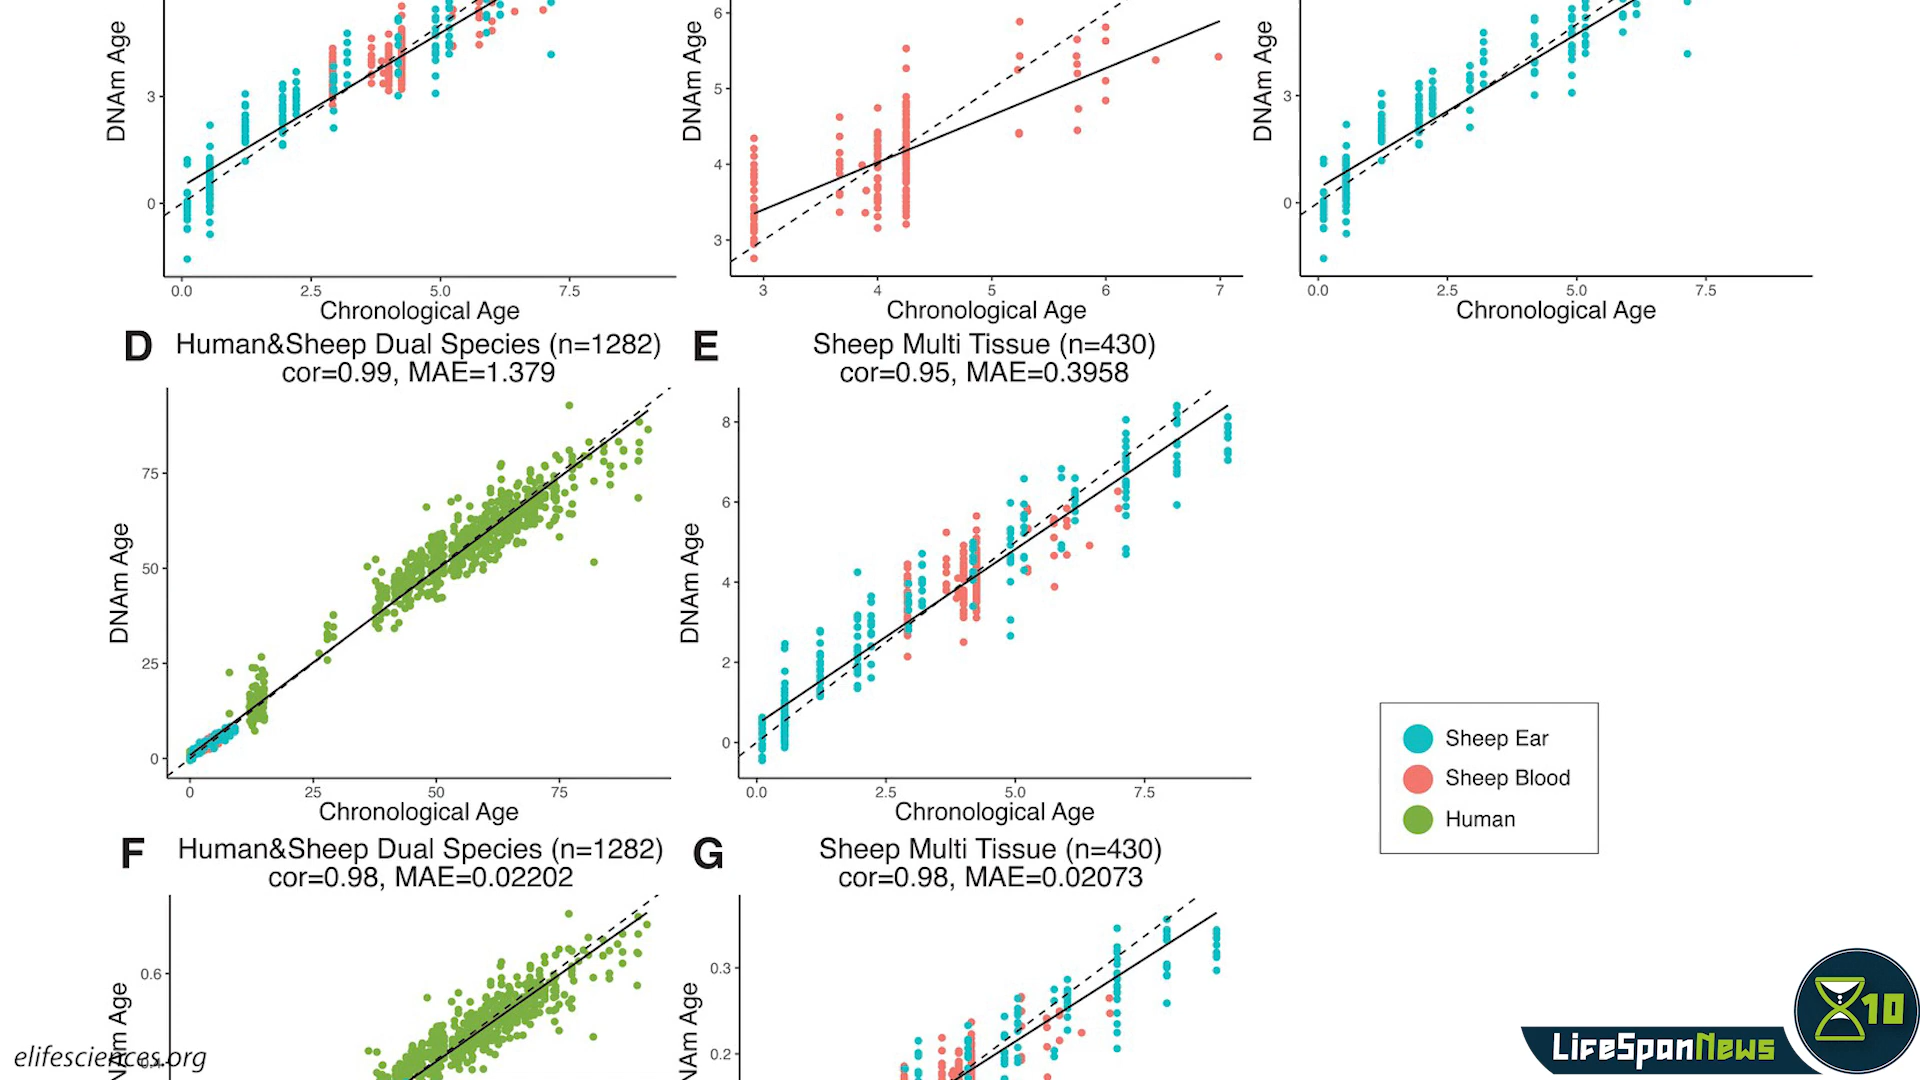 6
DNAm Age
3
0
0.0 2.5 5.0 7.5
Chronological Age
DNAm Age
5
4
3
3 4 5 6 7
Chronological Age
DNAm Age
3
0
0.0 2.5 5.0 7.5
Chronological Age
D Human&Sheep Dual Species (n=1282)
cor=0.99, MAE=1.379
DNAm Age
75
50
25
0
0 25 50 75
Chronological Age
E Sheep Multi Tissue (n=430)
cor=0.95, MAE=0.3958
DNAm Age
8
6
4
2
0
0.0 2.5 5.0 7.5
Chronological Age
Sheep Ear
Sheep Blood
Human
F Human&Sheep Dual Species (n=1282)
cor=0.98, MAE=0.02202
0.6
NAm Age
G Sheep Multi Tissue (n=430)
cor=0.98, MAE=0.02073
0.3
0.2
NAm Age
elifesciences.org
LifeSpanNews
10